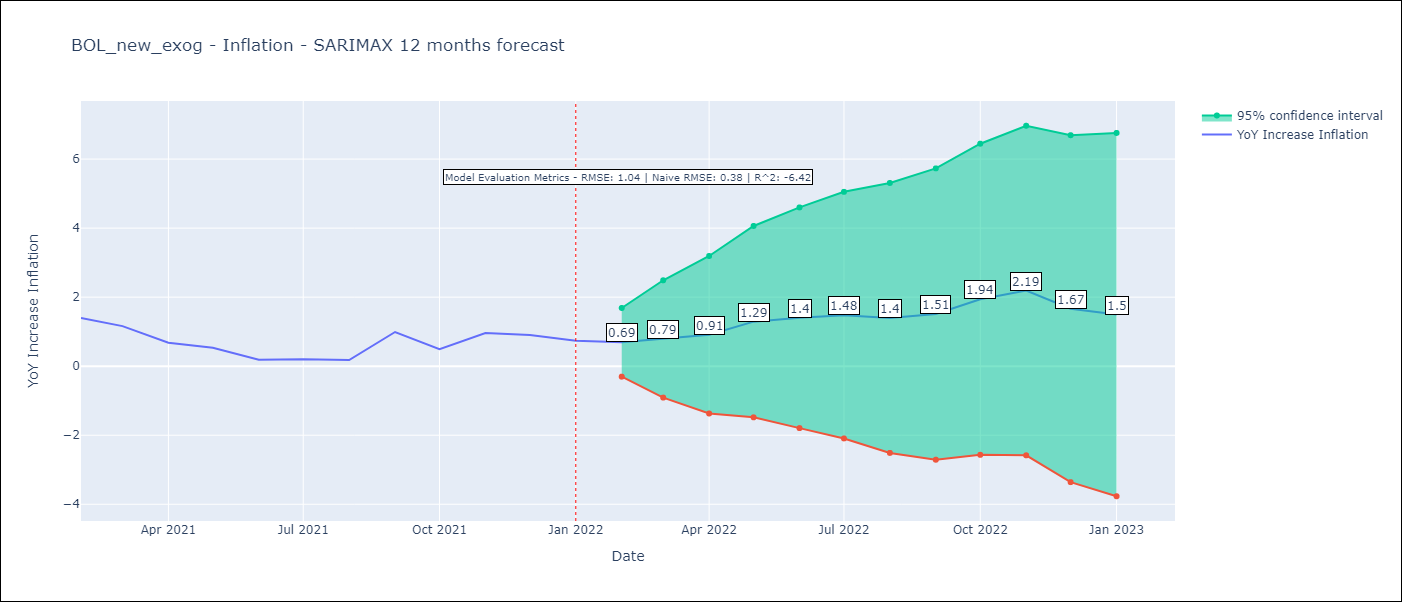 BOL_new_exog - Inflation - SARIMAX 12 months forecast
95% confidence interval
YoY Increase Inflation
Model Evaluation Metrics - RMSE: 1.04 | Naive RMSE: 0.38 | R^2: -6.42
YoY Increase Inflation
6
4
2
0
−2
−4
0.69
0.79
0.91
1.29
1.4
1.48
1.4
1.51
1.94
2.19
1.67
1.5
Apr 2021
Jul 2021
Oct 2021
Jan 2022
Apr 2022
Jul 2022
Oct 2022
Jan 2023
Date